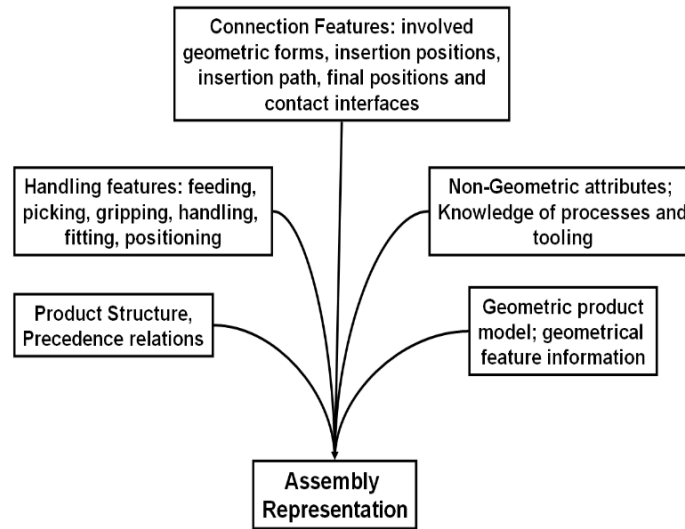 Connection Features: involved
geometric forms, insertion positions,
insertion path, final positions and
contact interfaces
Handling features: feeding,
picking, gripping, handling,
fitting, positioning
Non-Geometric attributes;
Knowledge of processes and
tooling
Product Structure,
Precedence relations
Geometric product
model; geometrical
feature information
Assembly
Representation